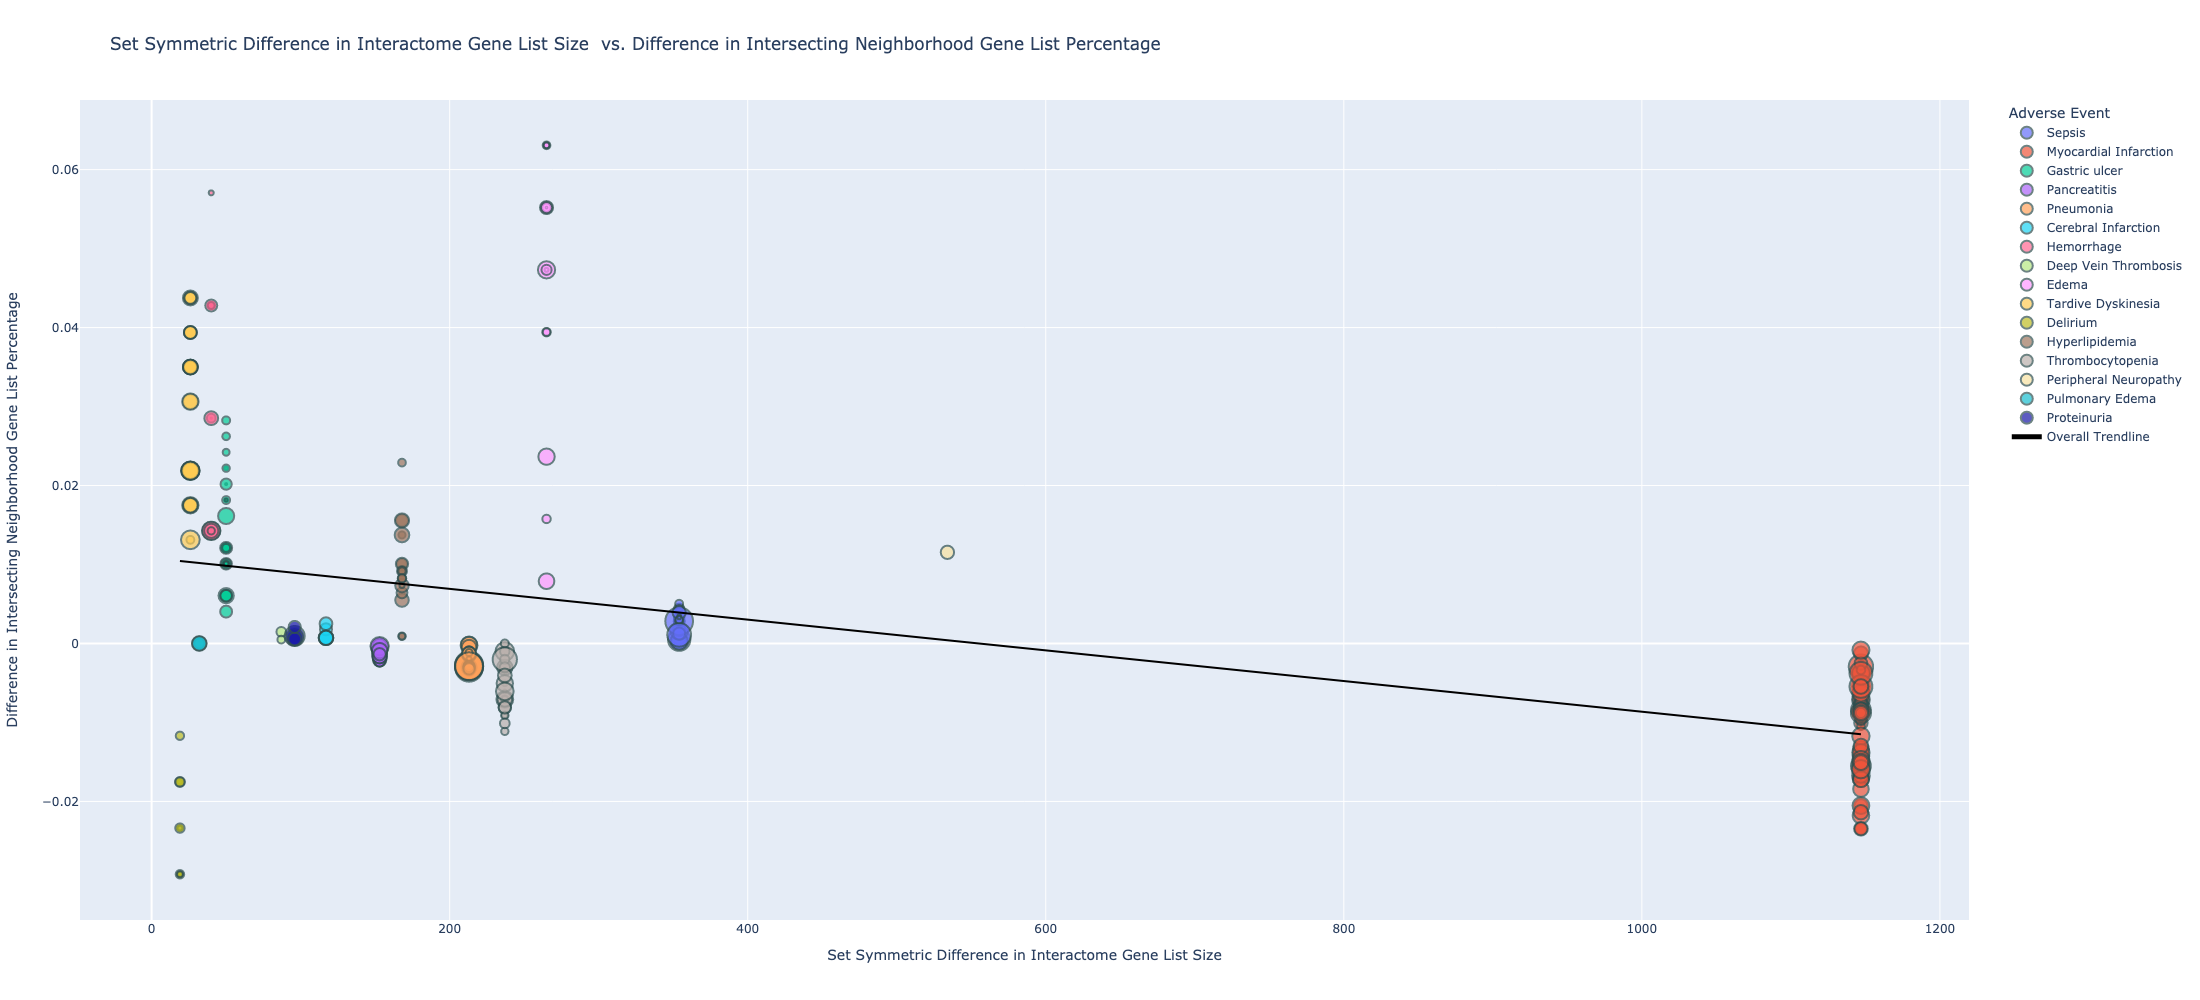 Set Symmetric Difference in Interactome Gene List Size  vs. Difference in Intersecting Neighborhood Gene List Percentage
Difference in Intersecting Neighborhood Gene List Percentage
0.06
0.04
0.02
0
−0.02
0
200
400
600
800
1000
1200
Set Symmetric Difference in Interactome Gene List Size
Adverse Event
Sepsis
Myocardial Infarction
Gastric ulcer
Pancreatitis
Pneumonia
Cerebral Infarction
Hemorrhage
Deep Vein Thrombosis
Edema
Tardive Dyskinesia
Delirium
Hyperlipidemia
Thrombocytopenia
Peripheral Neuropathy
Pulmonary Edema
Proteinuria
Overall Trendline